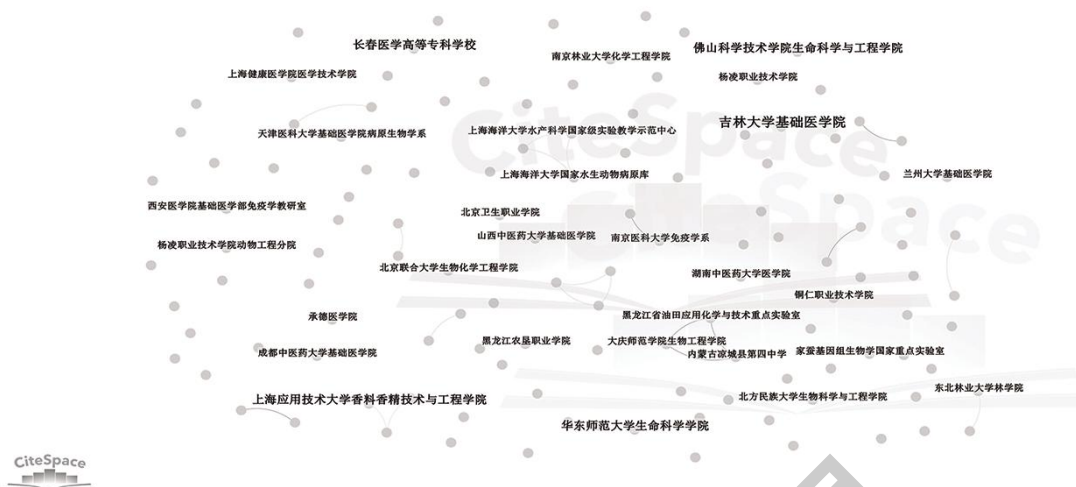 长春医学高等专科学校
佛山科学技术学院生命科学与工程学院
南京林业大学化学工程学院
上海健康医学院医学技术学院
杨凌职业技术学院
CiteSpace
吉林大学基础医学院
天津医科大学基础医学院病原生物学系
上海海洋大学水产科学国家级实验教学示范中心
上海海洋大学国家水生动物病原库
兰州大学基础医学院
CiteSpace
西安医学院基础医学部免疫学教研室
北京卫生职业学院
杨凌职业技术学院动物工程分院
山西中医药大学基础医学院
南京医科大学免疫学系
北京联合大学生物化学工程学院
湖南中医药大学医学院
铜仁职业技术学院
承德医学院
黑龙江省油田应用化学与技术重点实验室
黑龙江农垦职业学院
大庆师范学院生物工程学院
成都中医药大学基础医学院
内蒙古凉城县第四中学
家蚕基因组生物学国家重点实验室
东北林业大学林学院
上海应用技术大学香料香精技术与工程学院
北方民族大学生物科学与工程学院
华东师范大学生命科学学院
CiteSpace